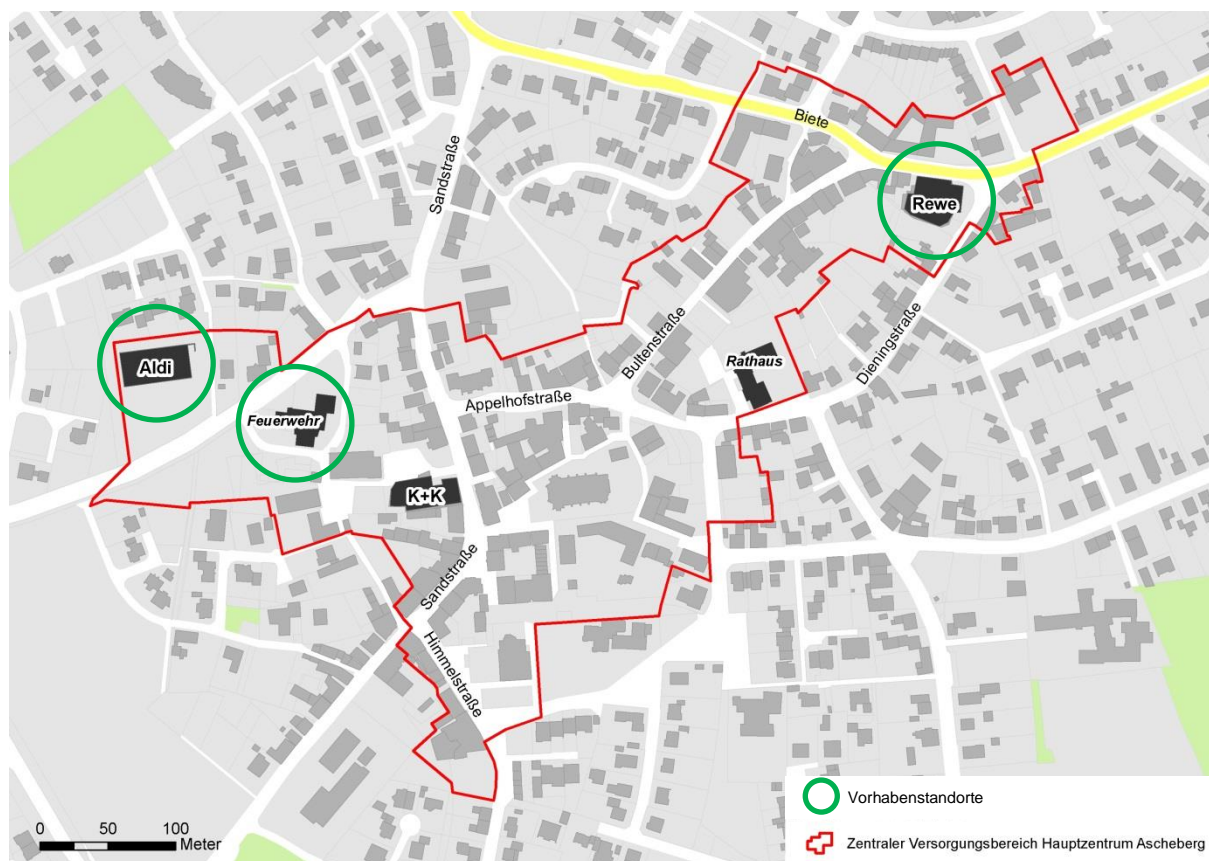 Biete
Sandstraße
Rewe
Bultenstraße
Dieningstraße
Aldi
Rathaus
Appelhofstraße
Feuerwehr
K+K
Sandstraße
Himmelstraße
Vorhabenstandorte
0 50 100
Meter
Zentraler Versorgungsbereich Hauptzentrum Ascheberg